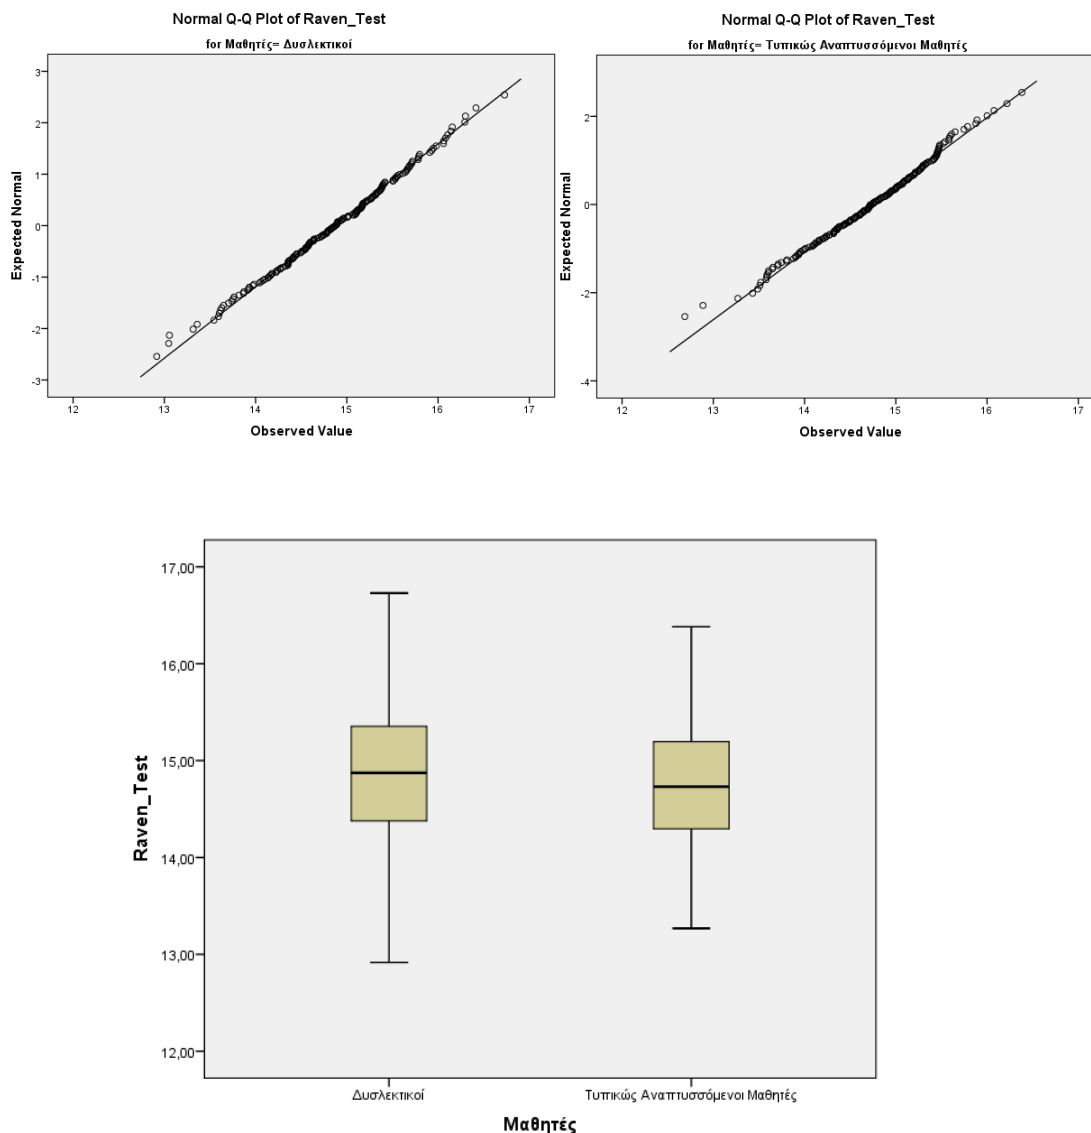 Normal Q-Q Plot of Raven_Test
for Μαθητές= Δυσλεκτικοί
3
2
1
0
-1
-2
-3
Expected Normal
12
13
14
15
16
17
Observed Value
Normal Q-Q Plot of Raven_Test
for Μαθητές= Τυπικώς Αναπτυσσόμενοι Μαθητές
2
0
-2
-4
Expected Normal
12
13
14
15
16
17
Observed Value
17,00
16,00
15,00
14,00
13,00
12,00
Raven_Test
Δυσλεκτικοί
Τυπικώς Αναπτυσσόμενοι Μαθητές
Μαθητές